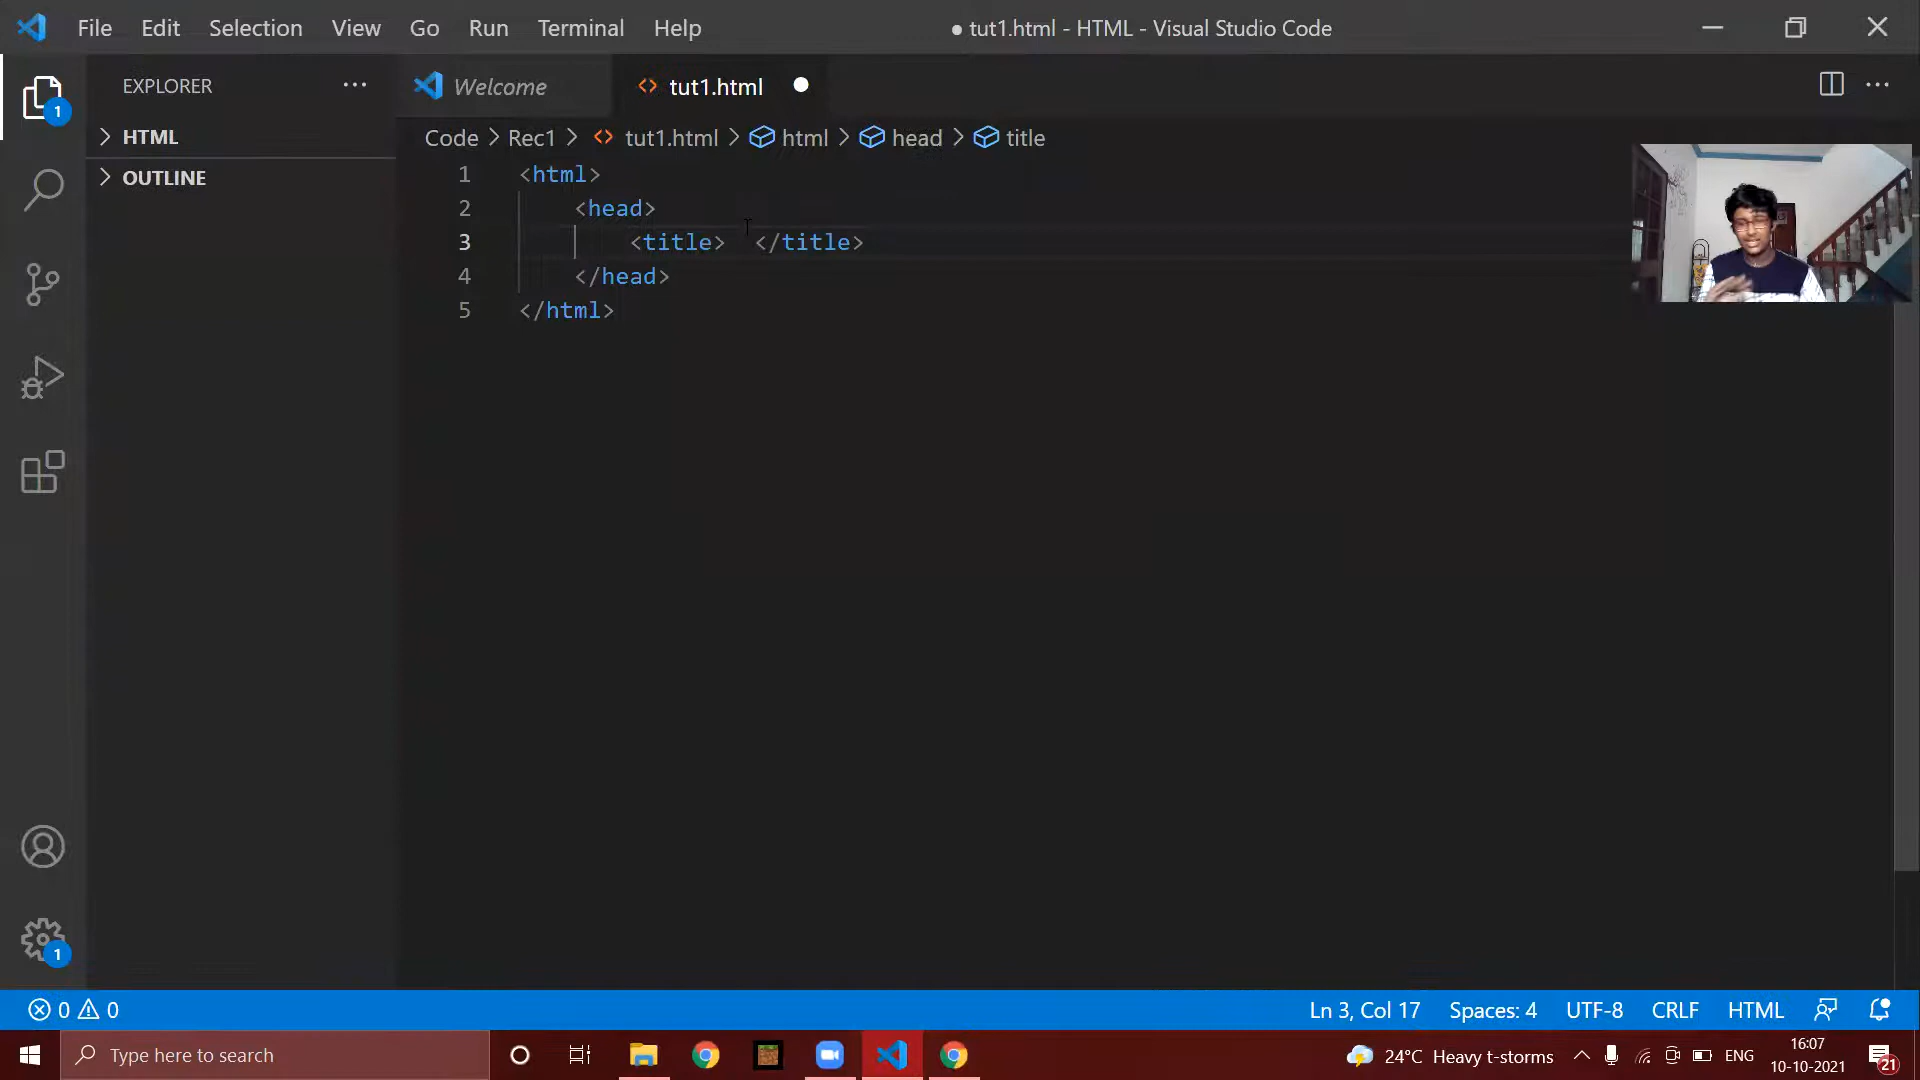 File Edit Selection View Go Run Terminal Help
● tut1.html - HTML - Visual Studio Code
EXPLORER
Welcome
tut1.html
HTML
OUTLINE
Code > Rec1 > tut1.html > html > head > title
1 <html>
2 <head>
3 <title> </title>
4 </head>
5 </html>
1
1
0 0
Ln 3, Col 17 Spaces: 4 UTF-8 CRLF HTML
Type here to search
24°C Heavy t-storms
ENG
16:07
10-10-2021
21